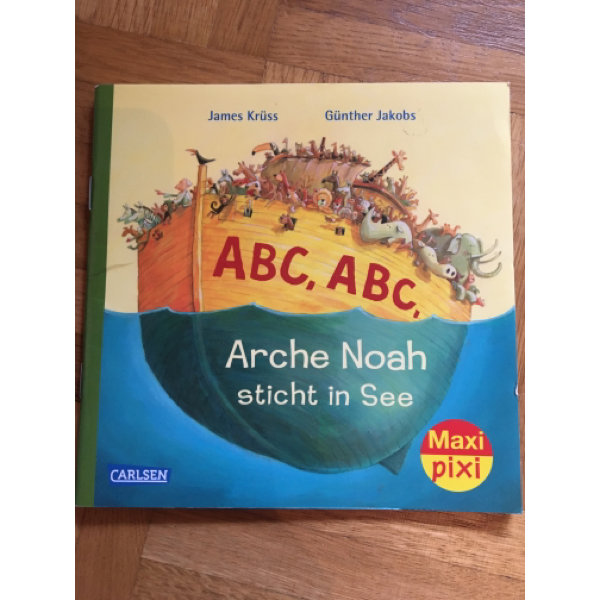 James Krüss Günther Jakobs
ABC, ABC,
Arche Noah
sticht in See
Maxi
pixi
CARLSEN